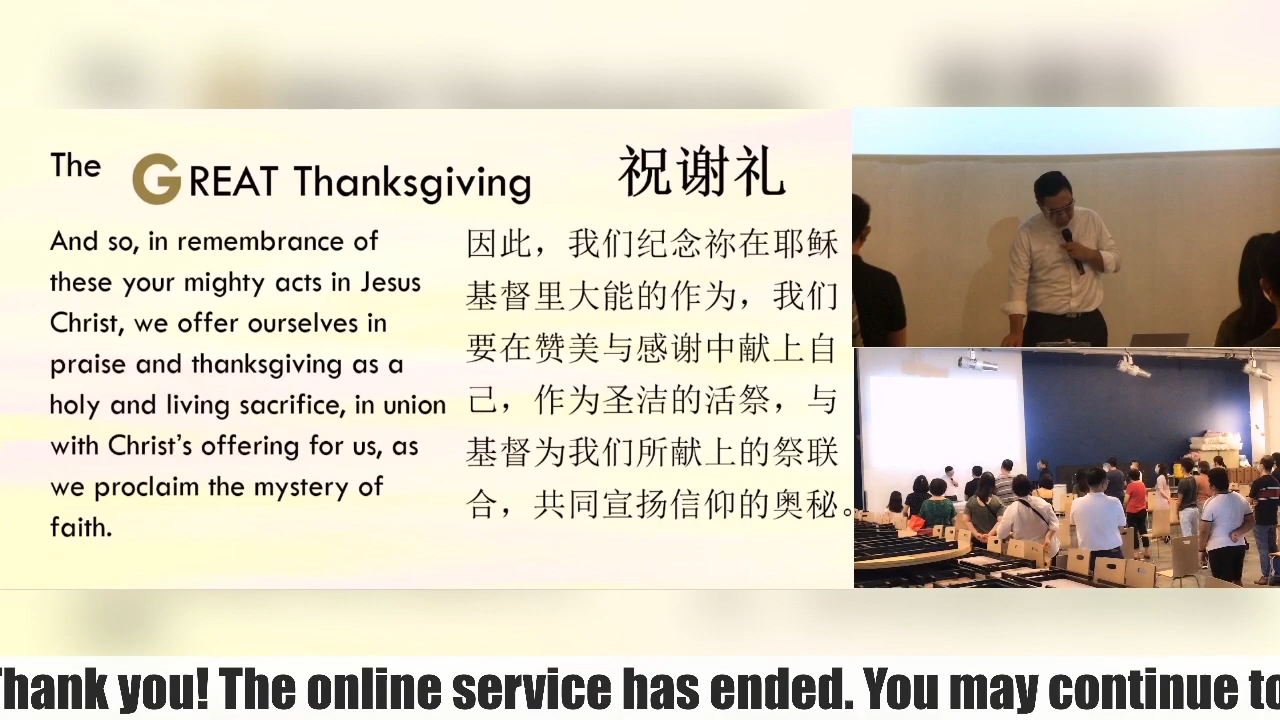 The GREAT Thanksgiving
祝谢礼
And so, in remembrance of
these your mighty acts in Jesus
Christ, we offer ourselves in
praise and thanksgiving as a
holy and living sacrifice, in union
with Christ’s offering for us, as
we proclaim the mystery of
faith.
因此，我们纪念祢在耶稣
基督里大能的作为，我们
要在赞美与感谢中献上自
己，作为圣洁的活祭，与
基督为我们所献上的祭联
合，共同宣扬信仰的奥秘。
Thank you! The online service has ended. You may continue to